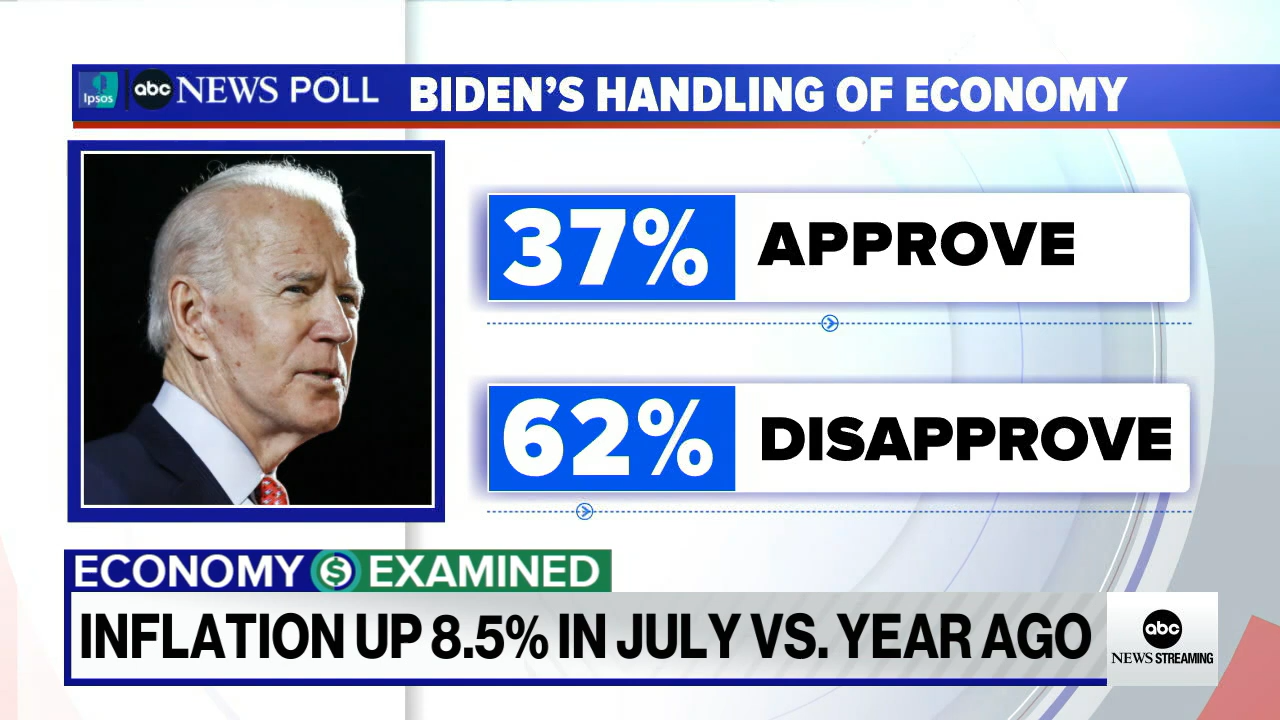 Ipsos abc NEWS POLL BIDEN'S HANDLING OF ECONOMY
37% APPROVE
62% DISAPPROVE
ECONOMY $ EXAMINED
INFLATION UP 8.5% IN JULY VS. YEAR AGO
abc
NEWS STREAMING